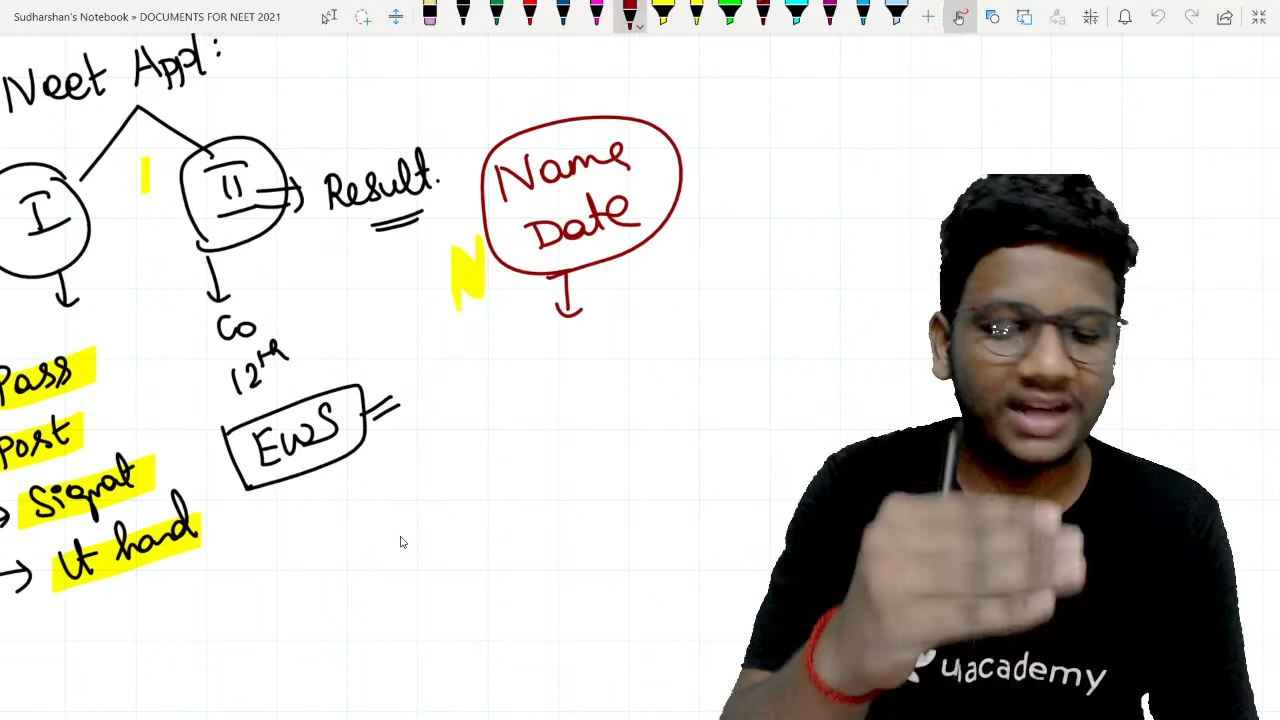 Sudharshan's Notebook » DOCUMENTS FOR NEET 2021
Neet Appl:
I
II
Result.
Name
Date
Co
12th
EWS
Pass
Post
Signat
Lt hand
unacademy